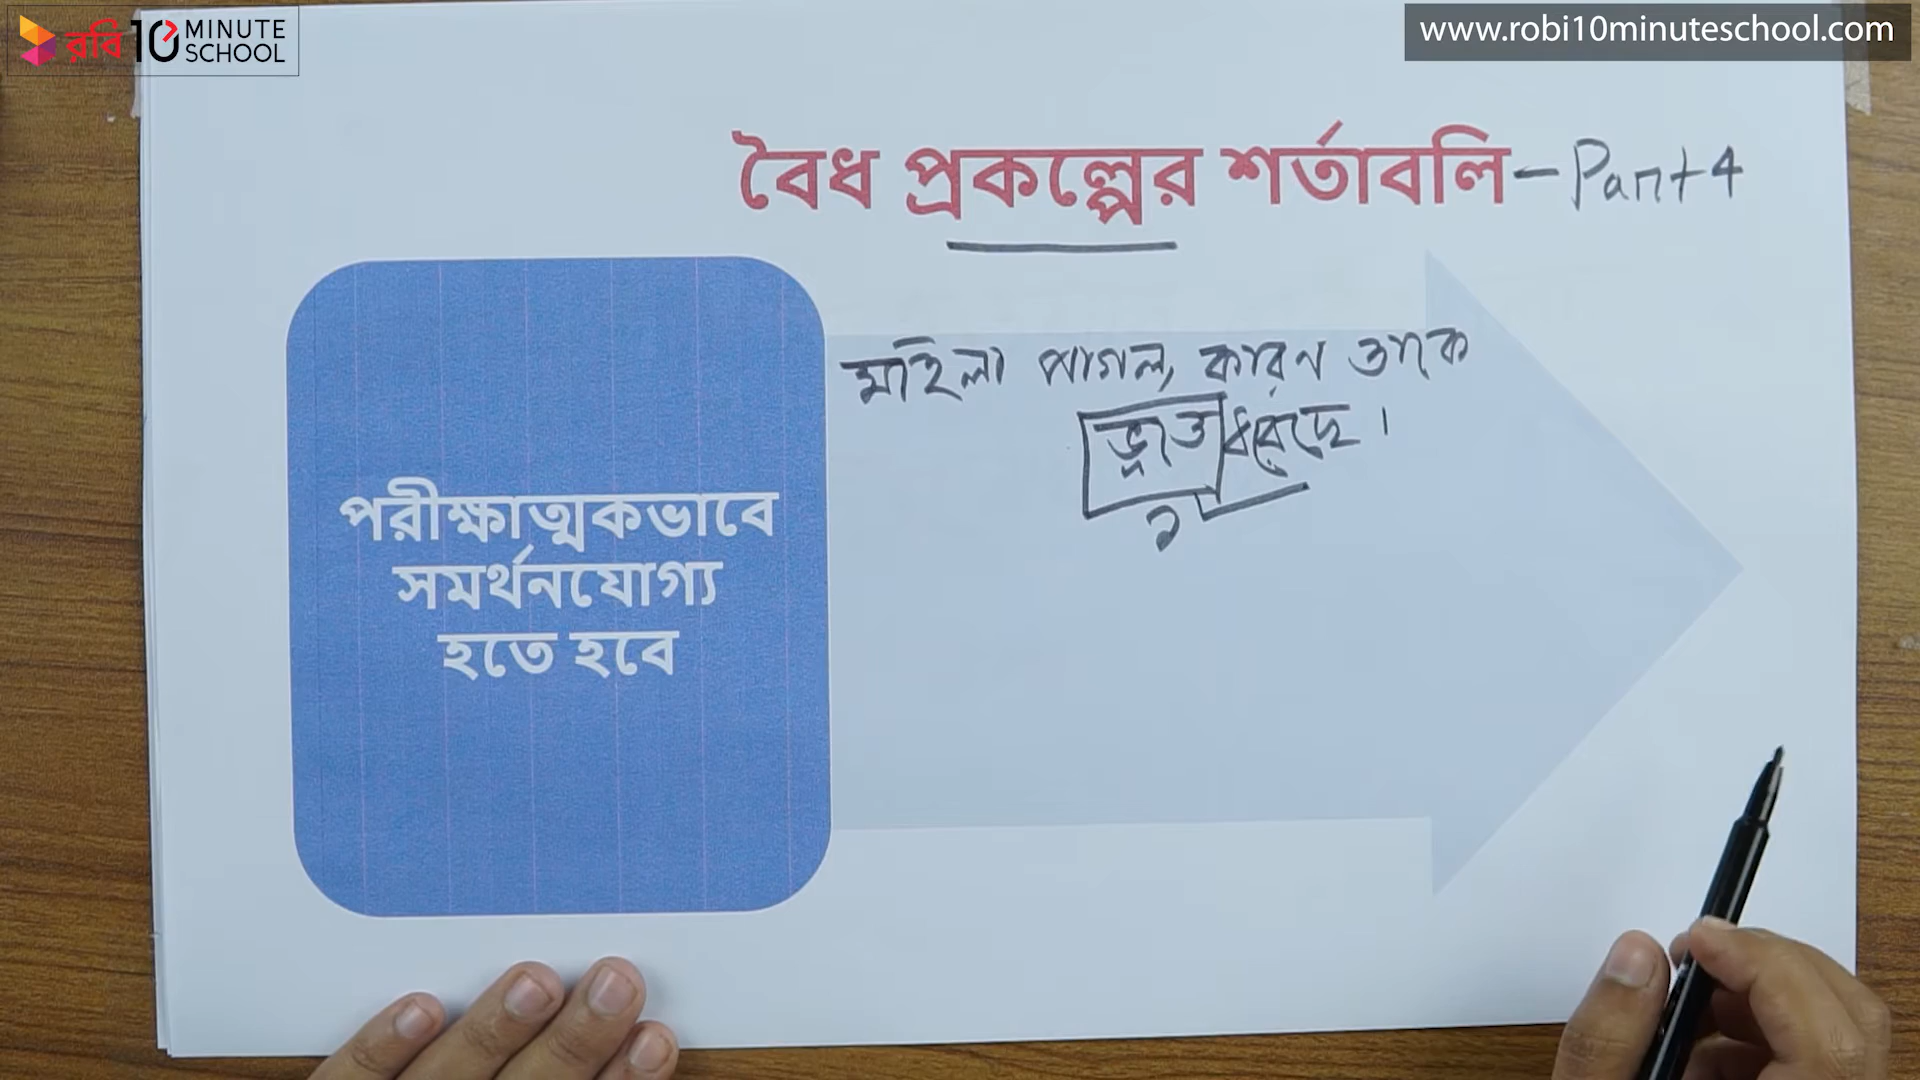 রবি 10 MINUTE SCHOOL
www.robi10minuteschool.com
বৈধ প্রকল্পের শর্তাবলি - Part 4
মহিলা পাগল, কারণ তাকে
ধরেছে।
পরীক্ষাত্মকভাবে
সমর্থনযোগ্য
হতে হবে